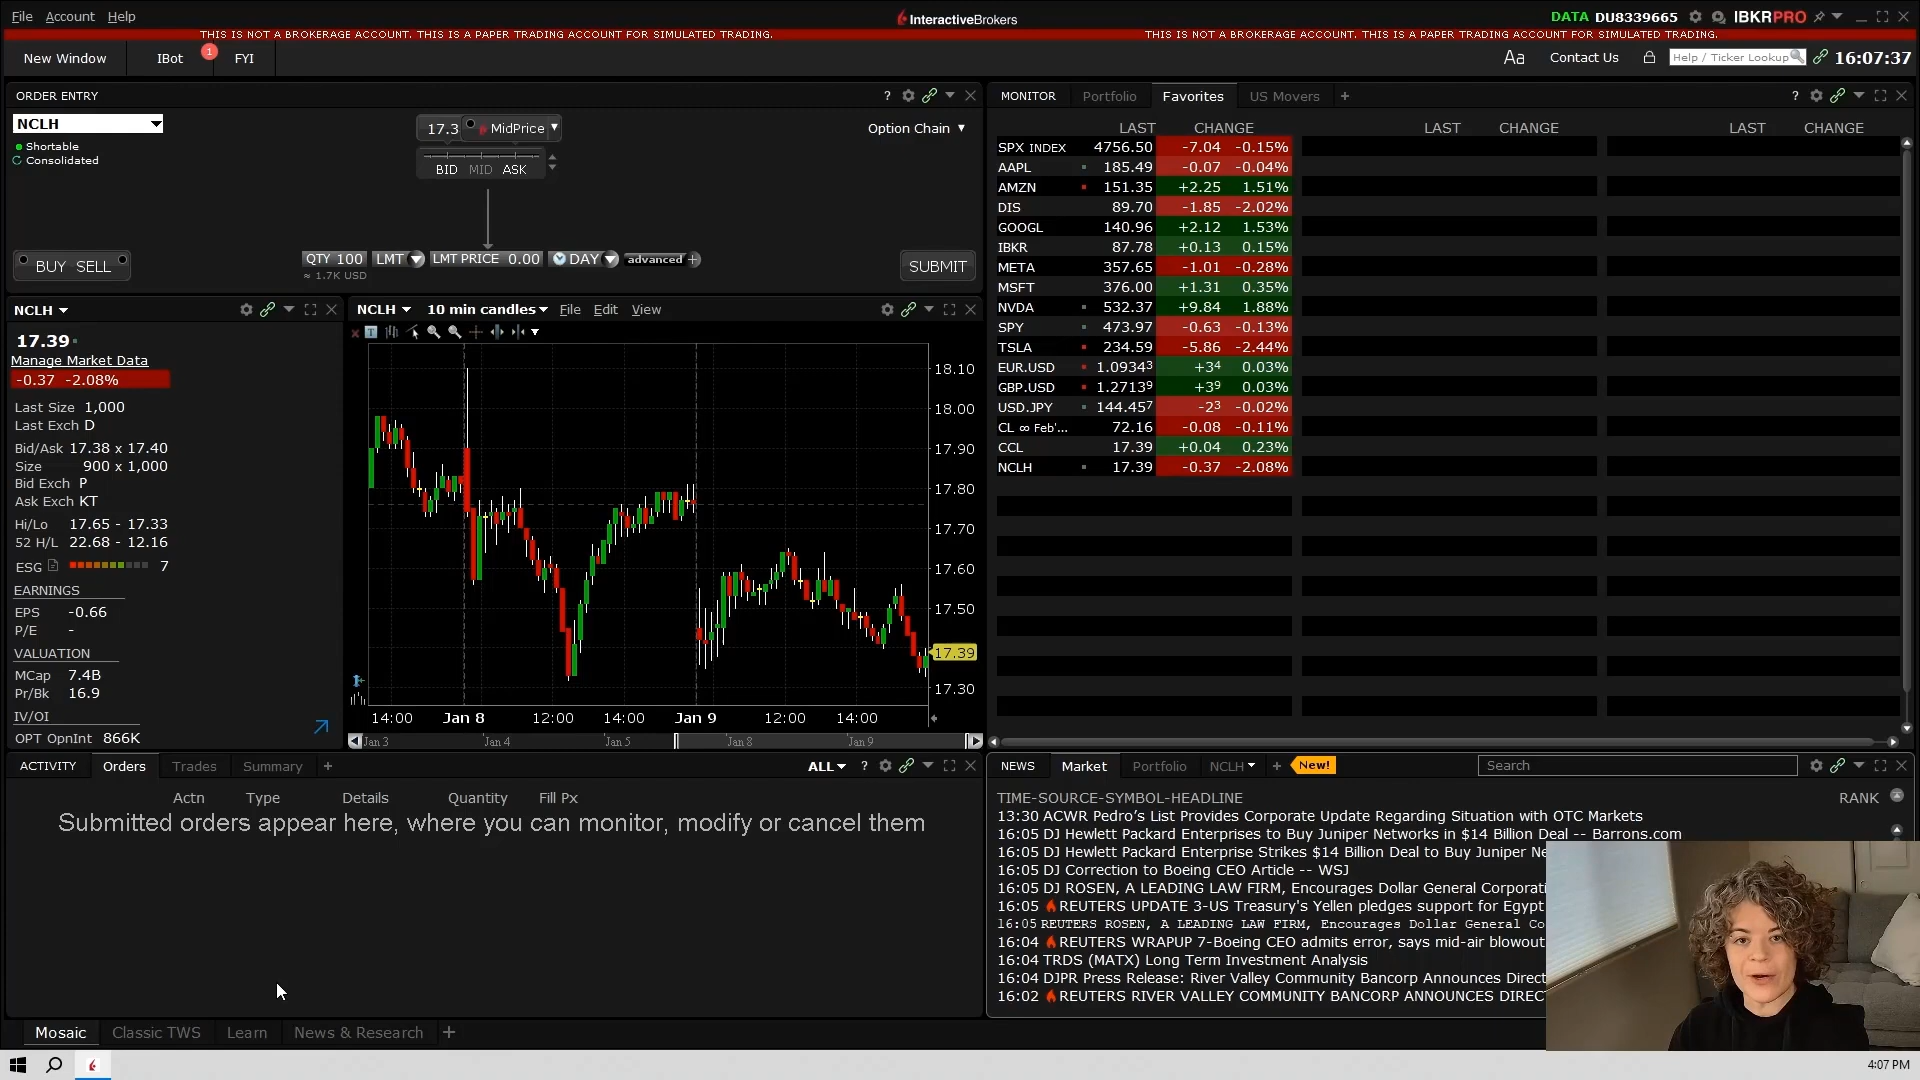 File Account Help
InteractiveBrokers
DATA DU8339665 IBKRPRO
THIS IS NOT A BROKERAGE ACCOUNT. THIS IS A PAPER TRADING ACCOUNT FOR SIMULATED TRADING.
THIS IS NOT A BROKERAGE ACCOUNT. THIS IS A PAPER TRADING ACCOUNT FOR SIMULATED TRADING.
New Window IBot 1 FYI
Aa Contact Us Help / Ticker Lookup 16:07:37
ORDER ENTRY ?
NCLH
Shortable
Consolidated
17.3 MidPrice
BID MID ASK
Option Chain
BUY SELL
QTY 100 LMT LMT PRICE 0.00 DAY advanced +
≈ 1.7K USD
SUBMIT
NCLH
17.39
Manage Market Data
-0.37 -2.08%
Last Size 1,000
Last Exch D
Bid/Ask 17.38 x 17.40
Size 900 x 1,000
Bid Exch P
Ask Exch KT
Hi/Lo 17.65 - 17.33
52 H/L 22.68 - 12.16
ESG 7
EARNINGS
EPS -0.66
P/E -
VALUATION
MCap 7.4B
Pr/Bk 16.9
IV/OI
OPT OpnInt 866K
NCLH 10 min candles File Edit View
18.10
18.00
17.90
17.80
17.70
17.60
17.50
17.39
17.30
14:00 Jan 8 12:00 14:00 Jan 9 12:00 14:00
Jan 3 Jan 4 Jan 5 Jan 8 Jan 9
MONITOR Portfolio Favorites US Movers + ?
LAST CHANGE LAST CHANGE LAST CHANGE
SPX INDEX 4756.50 -7.04 -0.15%
AAPL 185.49 -0.07 -0.04%
AMZN 151.35 +2.25 1.51%
DIS 89.70 -1.85 -2.02%
GOOGL 140.96 +2.12 1.53%
IBKR 87.78 +0.13 0.15%
META 357.65 -1.01 -0.28%
MSFT 376.00 +1.31 0.35%
NVDA 532.37 +9.84 1.88%
SPY 473.97 -0.63 -0.13%
TSLA 234.59 -5.86 -2.44%
EUR.USD 1.09343 +34 0.03%
GBP.USD 1.27139 +39 0.03%
USD.JPY 144.457 -23 -0.02%
CL ∞ Feb'... 72.16 -0.08 -0.11%
CCL 17.39 +0.04 0.23%
NCLH 17.39 -0.37 -2.08%
ACTIVITY Orders Trades Summary + ALL ?
Actn Type Details Quantity Fill Px
Submitted orders appear here, where you can monitor, modify or cancel them
NEWS Market Portfolio NCLH + New! Search
TIME-SOURCE-SYMBOL-HEADLINE RANK
13:30 ACWR Pedro's List Provides Corporate Update Regarding Situation with OTC Markets
16:05 DJ Hewlett Packard Enterprises to Buy Juniper Networks in $14 Billion Deal -- Barrons.com
16:05 DJ Hewlett Packard Enterprise Strikes $14 Billion Deal to Buy Juniper Ne
16:05 DJ Correction to Boeing CEO Article -- WSJ
16:05 DJ ROSEN, A LEADING LAW FIRM, Encourages Dollar General Corporati
16:05 REUTERS UPDATE 3-US Treasury's Yellen pledges support for Egypt
16:05 REUTERS ROSEN, A LEADING LAW FIRM, Encourages Dollar General Co
16:04 REUTERS WRAPUP 7-Boeing CEO admits error, says mid-air blowout
16:04 TRDS (MATX) Long Term Investment Analysis
16:04 DJPR Press Release: River Valley Community Bancorp Announces Direct
16:02 REUTERS RIVER VALLEY COMMUNITY BANCORP ANNOUNCES DIREC
Mosaic Classic TWS Learn News & Research +
4:07 PM